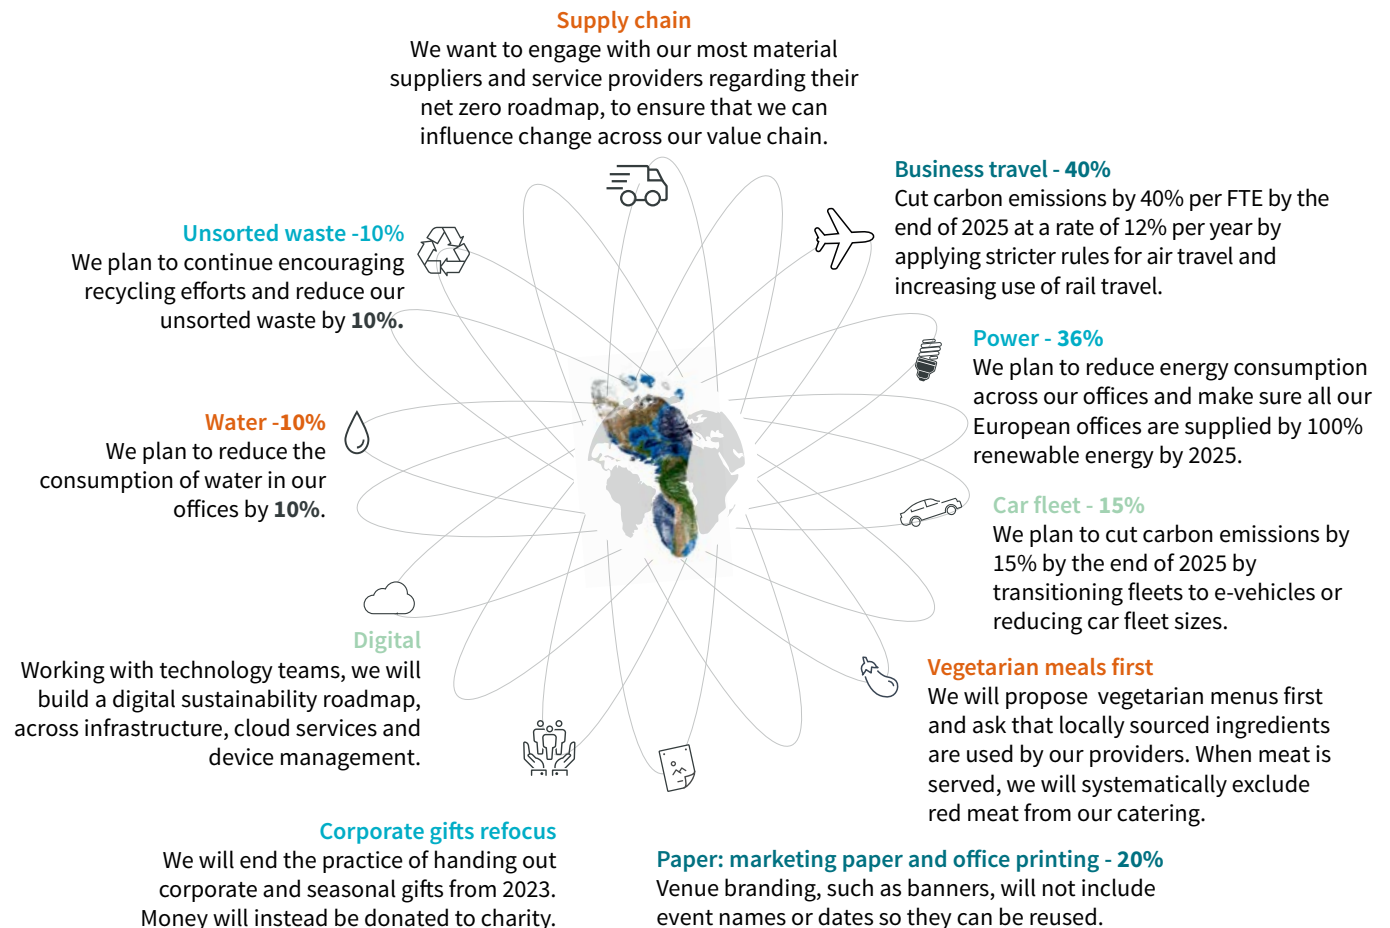 Supply chain
We want to engage with our most material
suppliers and service providers regarding their
net zero roadmap, to ensure that we can
influence change across our value chain.
Business travel - 40%
Cut carbon emissions by 40% per FTE by the
end of 2025 at a rate of 12% per year by
applying stricter rules for air travel and
increasing use of rail travel.
Unsorted waste -10%
We plan to continue encouraging
recycling efforts and reduce our
unsorted waste by 10%.
Power - 36%
We plan to reduce energy consumption
across our offices and make sure all our
European offices are supplied by 100%
renewable energy by 2025.
Water -10%
We plan to reduce the
consumption of water in our
offices by 10%.
Car fleet - 15%
We plan to cut carbon emissions by
15% by the end of 2025 by
transitioning fleets to e-vehicles or
reducing car fleet sizes.
Digital
Working with technology teams, we will
build a digital sustainability roadmap,
across infrastructure, cloud services and
device management.
Vegetarian meals first
We will propose  vegetarian menus first
and ask that locally sourced ingredients
are used by our providers. When meat is
served, we will systematically exclude
red meat from our catering.
Corporate gifts refocus
We will end the practice of handing out
corporate and seasonal gifts from 2023.
Money will instead be donated to charity.
Paper: marketing paper and office printing - 20%
Venue branding, such as banners, will not include
event names or dates so they can be reused.